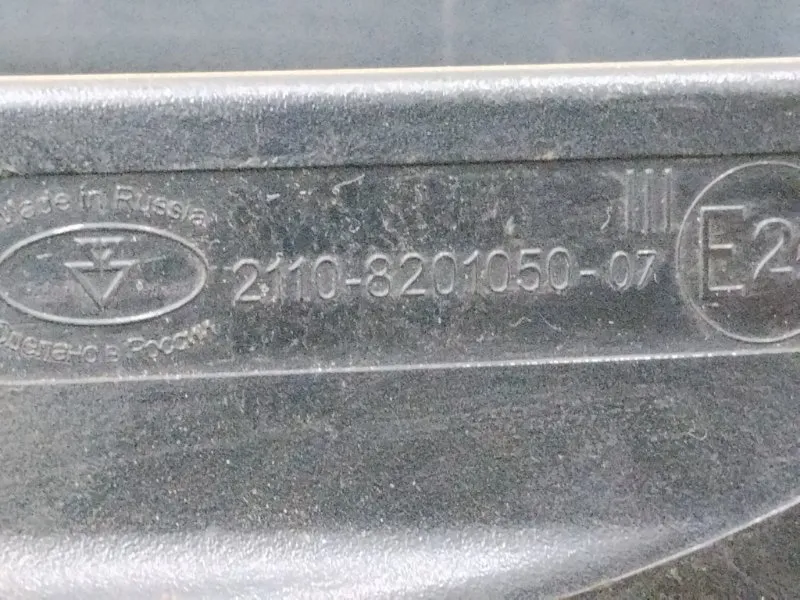 Made in Russia
III
2110-8201050-07
E2
Сделано в России